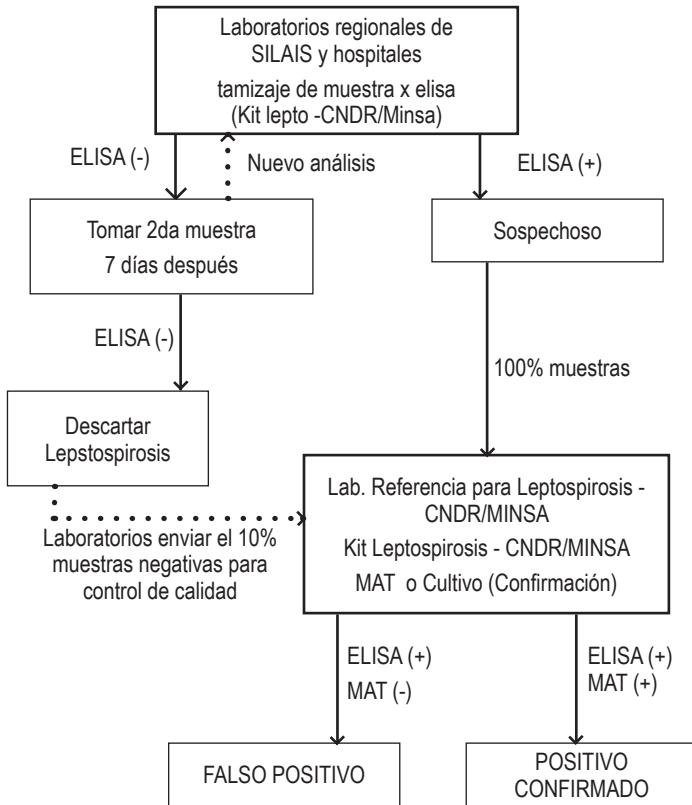 Laboratorios regionales de
SILAIS y hospitales
tamizaje de muestra x elisa
(Kit lepto -CNDR/Minsa)
ELISA (-)
Nuevo análisis
ELISA (+)
Tomar 2da muestra
7 días después
Sospechoso
ELISA (-)
100% muestras
Descartar
Lepstospirosis
Lab. Referencia para Leptospirosis -
CNDR/MINSA
Kit Leptospirosis - CNDR/MINSA
MAT o Cultivo (Confirmación)
Laboratorios enviar el 10%
muestras negativas para
control de calidad
ELISA (+)
MAT (-)
ELISA (+)
MAT (+)
FALSO POSITIVO
POSITIVO
CONFIRMADO